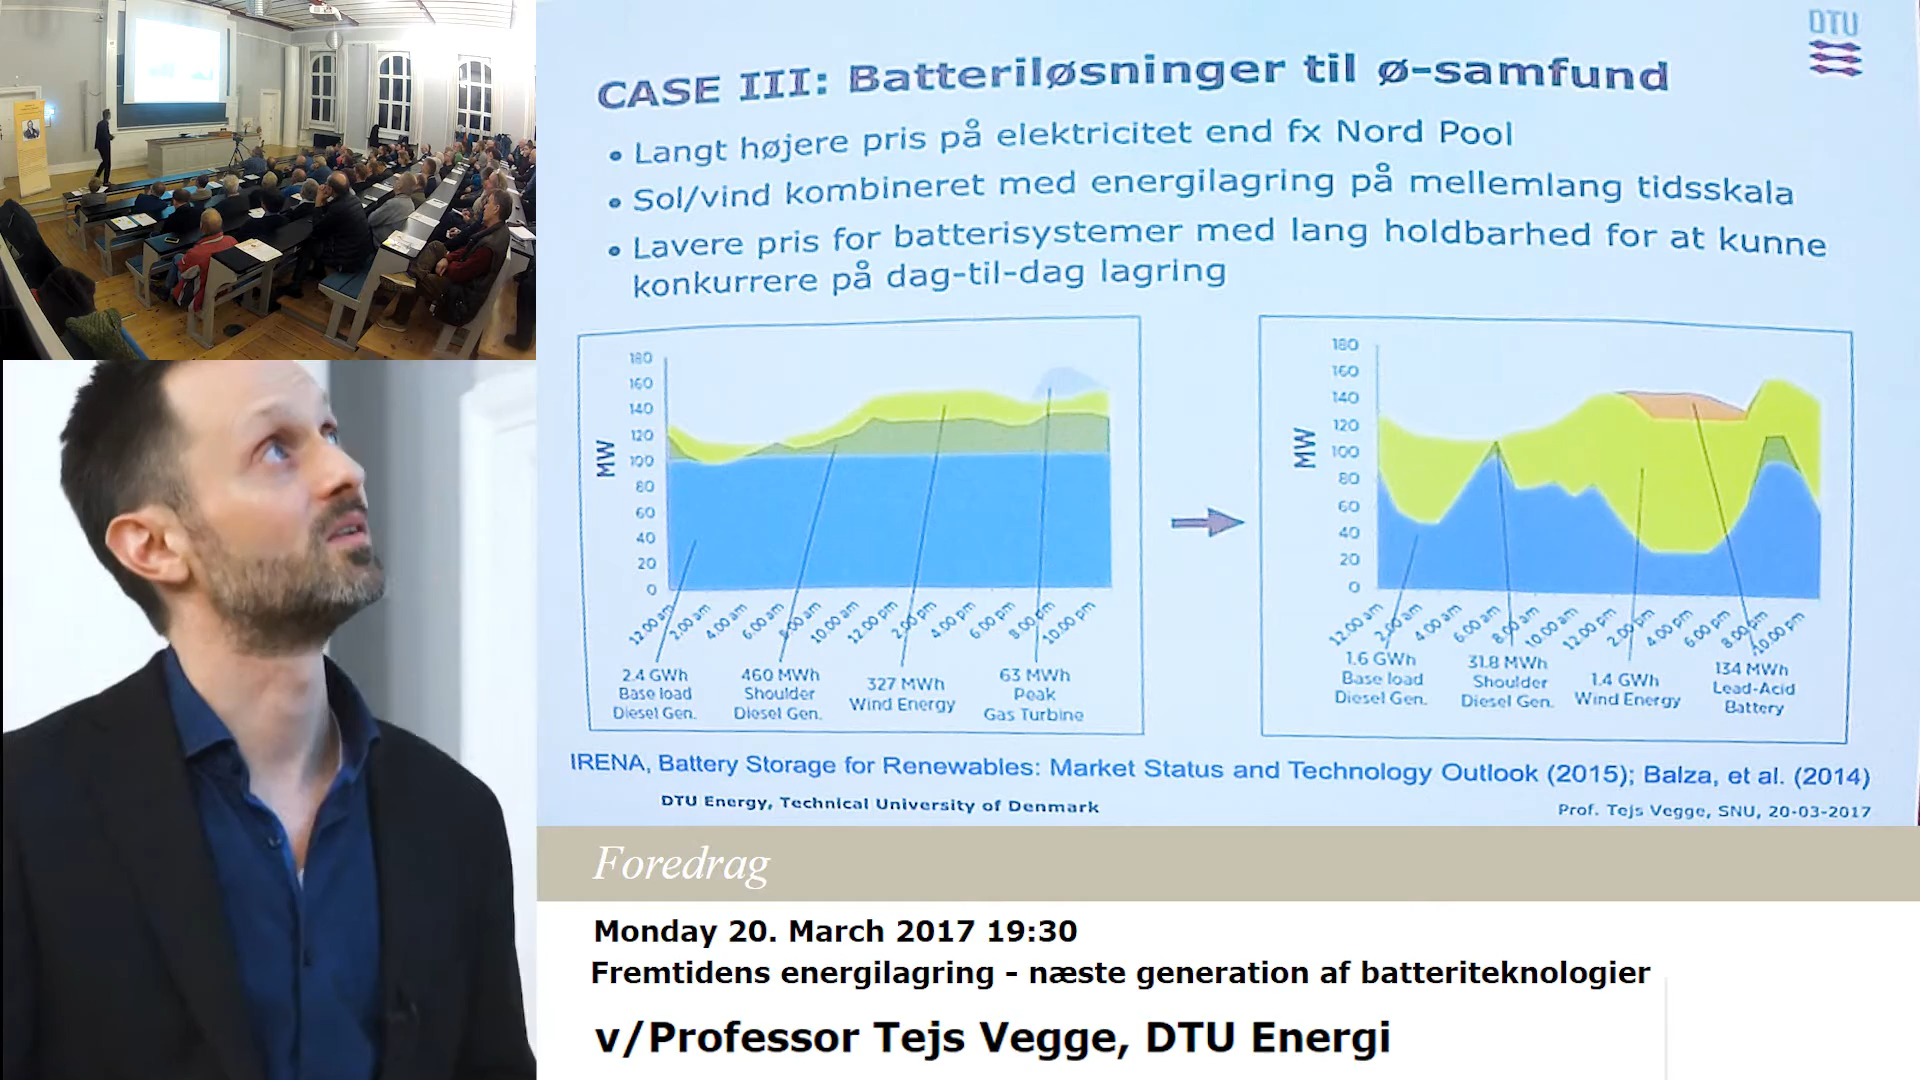 DTU
CASE III: Batteriløsninger til ø-samfund
• Langt højere pris på elektricitet end fx Nord Pool
• Sol/vind kombineret med energilagring på mellemlang tidsskala
• Lavere pris for batterisystemer med lang holdbarhed for at kunne
konkurrere på dag-til-dag lagring
180
160
140
120
100
80
60
40
20
0
MW
12.00 am
2.00 am
4.00 am
6.00 am
8.00 am
10.00 am
12.00 pm
2.00 pm
4.00 pm
6.00 pm
8.00 pm
10.00 pm
2.4 GWh
Base load
Diesel Gen.
460 MWh
Shoulder
Diesel Gen.
327 MWh
Wind Energy
63 MWh
Peak
Gas Turbine
180
160
140
120
100
80
60
40
20
0
MW
12.00 am
2.00 am
4.00 am
6.00 am
8.00 am
10.00 am
12.00 pm
2.00 pm
4.00 pm
6.00 pm
8.00 pm
10.00 pm
1.6 GWh
Base load
Diesel Gen.
31.8 MWh
Shoulder
Diesel Gen.
1.4 GWh
Wind Energy
134 MWh
Lead-Acid
Battery
IRENA, Battery Storage for Renewables: Market Status and Technology Outlook (2015); Balza, et al. (2014)
DTU Energy, Technical University of Denmark
Prof. Tejs Vegge, SNU, 20-03-2017
Foredrag
Monday 20. March 2017 19:30
Fremtidens energilagring - næste generation af batteriteknologier
v/Professor Tejs Vegge, DTU Energi